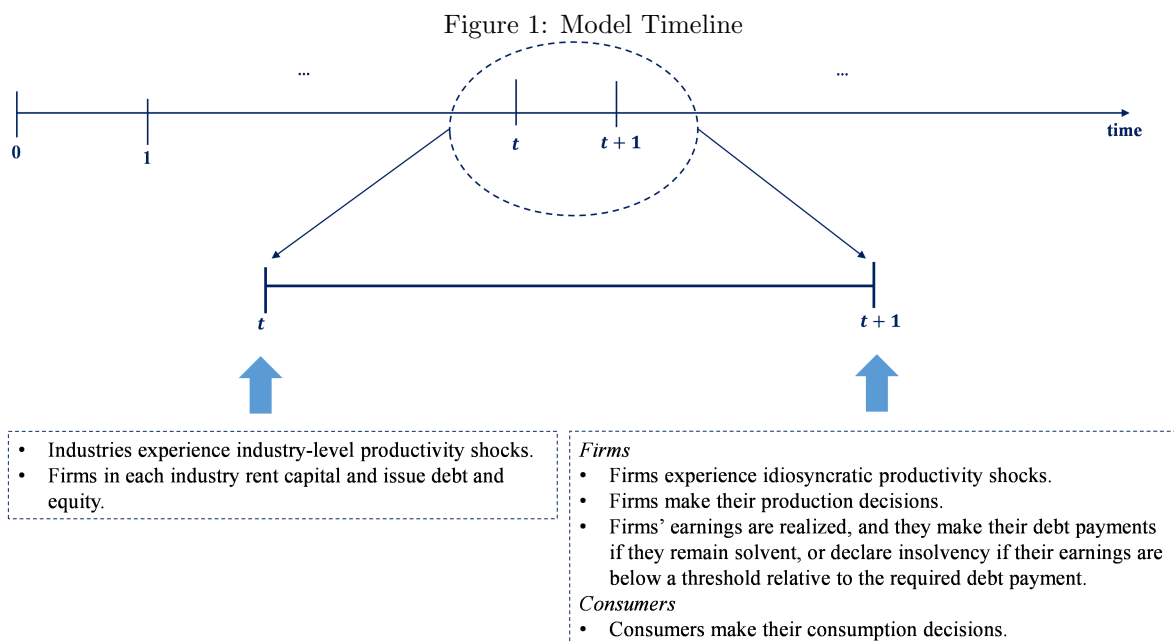 Figure 1: Model Timeline
... ...
0 1 t t + 1 time
t t + 1
• Industries experience industry-level productivity shocks.
• Firms in each industry rent capital and issue debt and
equity.
Firms
• Firms experience idiosyncratic productivity shocks.
• Firms make their production decisions.
• Firms' earnings are realized, and they make their debt payments
if they remain solvent, or declare insolvency if their earnings are
below a threshold relative to the required debt payment.
Consumers
• Consumers make their consumption decisions.